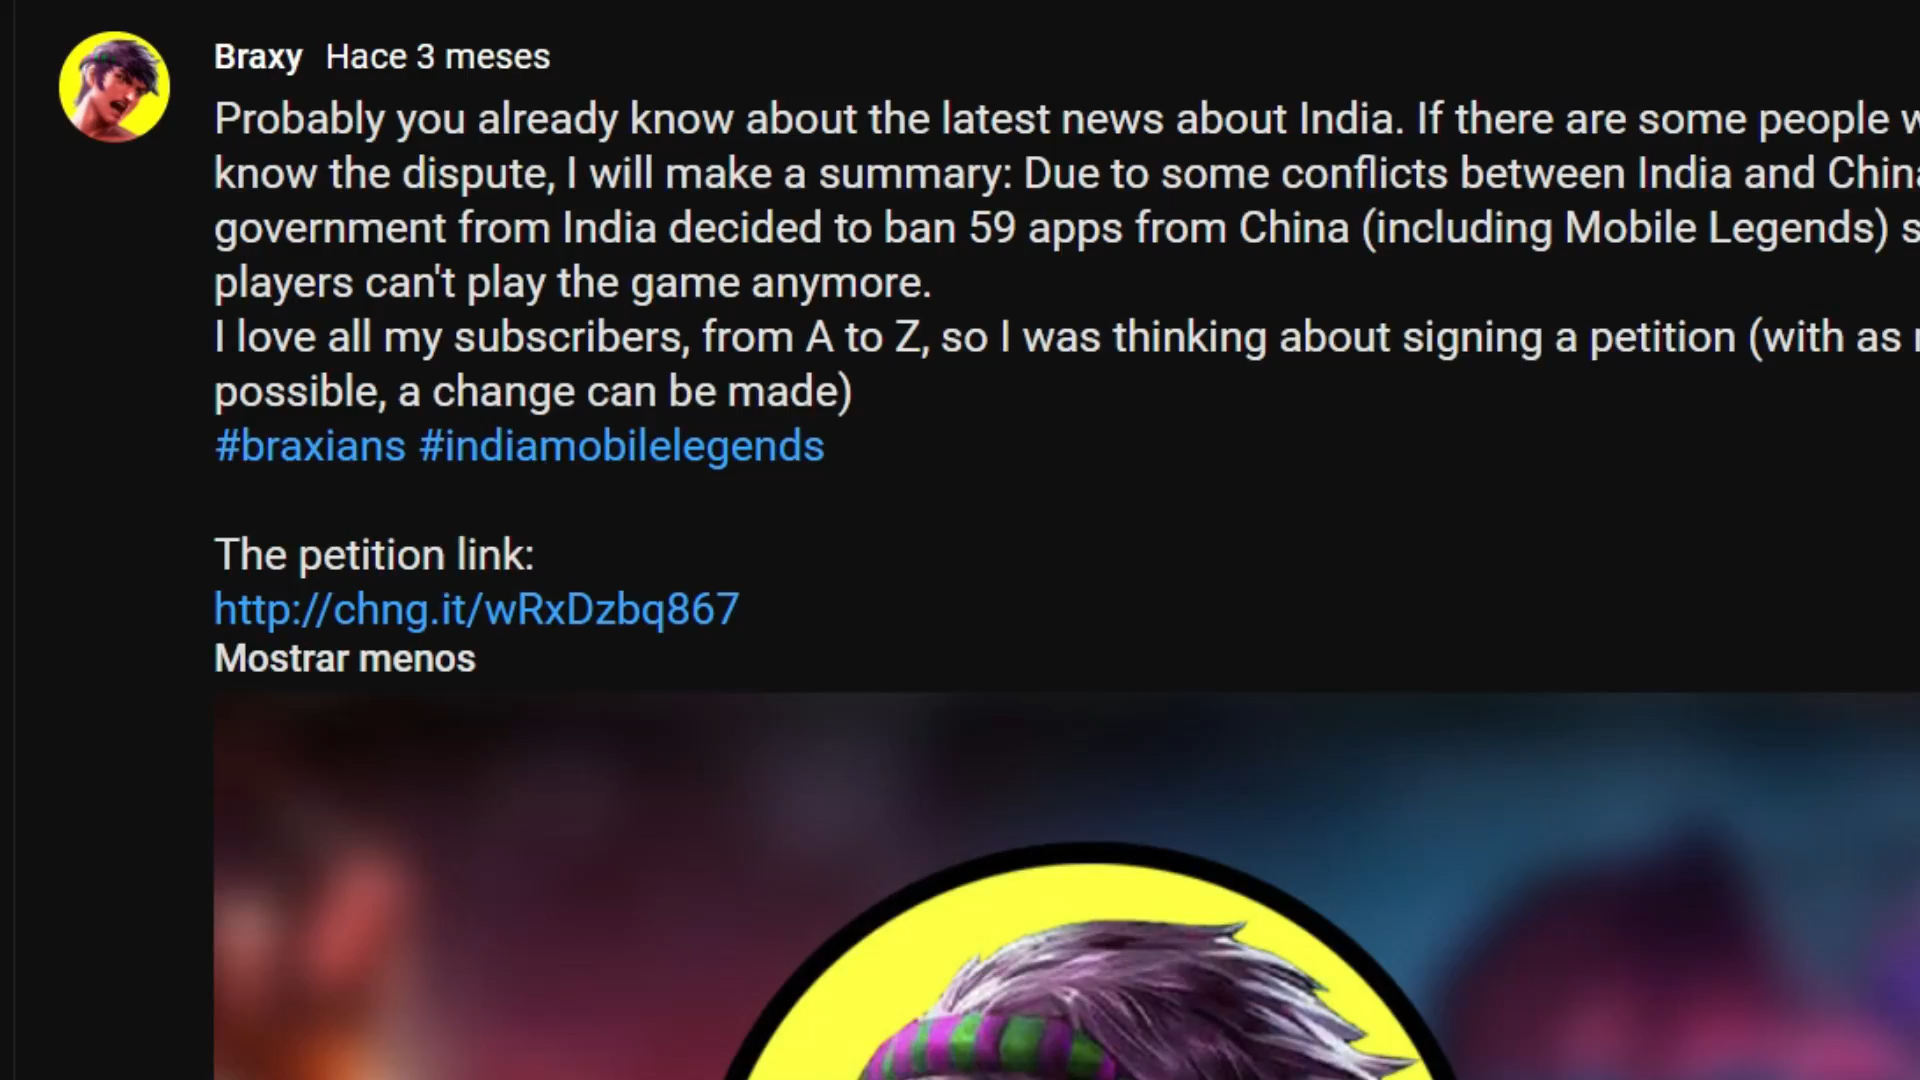 Braxy Hace 3 meses
Probably you already know about the latest news about India. If there are some people
know the dispute, I will make a summary: Due to some conflicts between India and
government from India decided to ban 59 apps from China (including Mobile Legends)
players can't play the game anymore.
I love all my subscribers, from A to Z, so I was thinking about signing a petition (with as
possible, a change can be made)
#braxians #indiamobilelegends
The petition link:
http://chng.it/wRxDzbq867
Mostrar menos